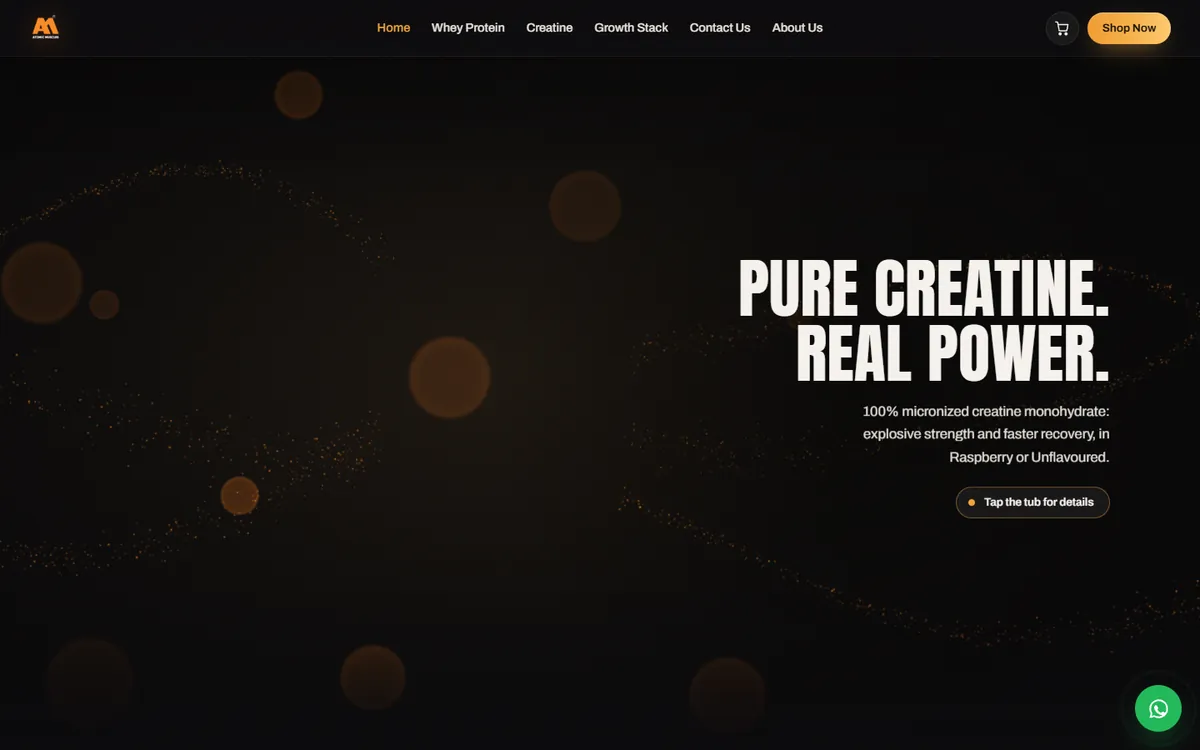 Home
Whey Protein
Creatine
Growth Stack
Contact Us
About Us
Shop Now
PURE CREATINE.
REAL POWER.
100% micronized creatine monohydrate:
explosive strength and faster recovery, in
Raspberry or Unflavoured.
Tap the tub for details